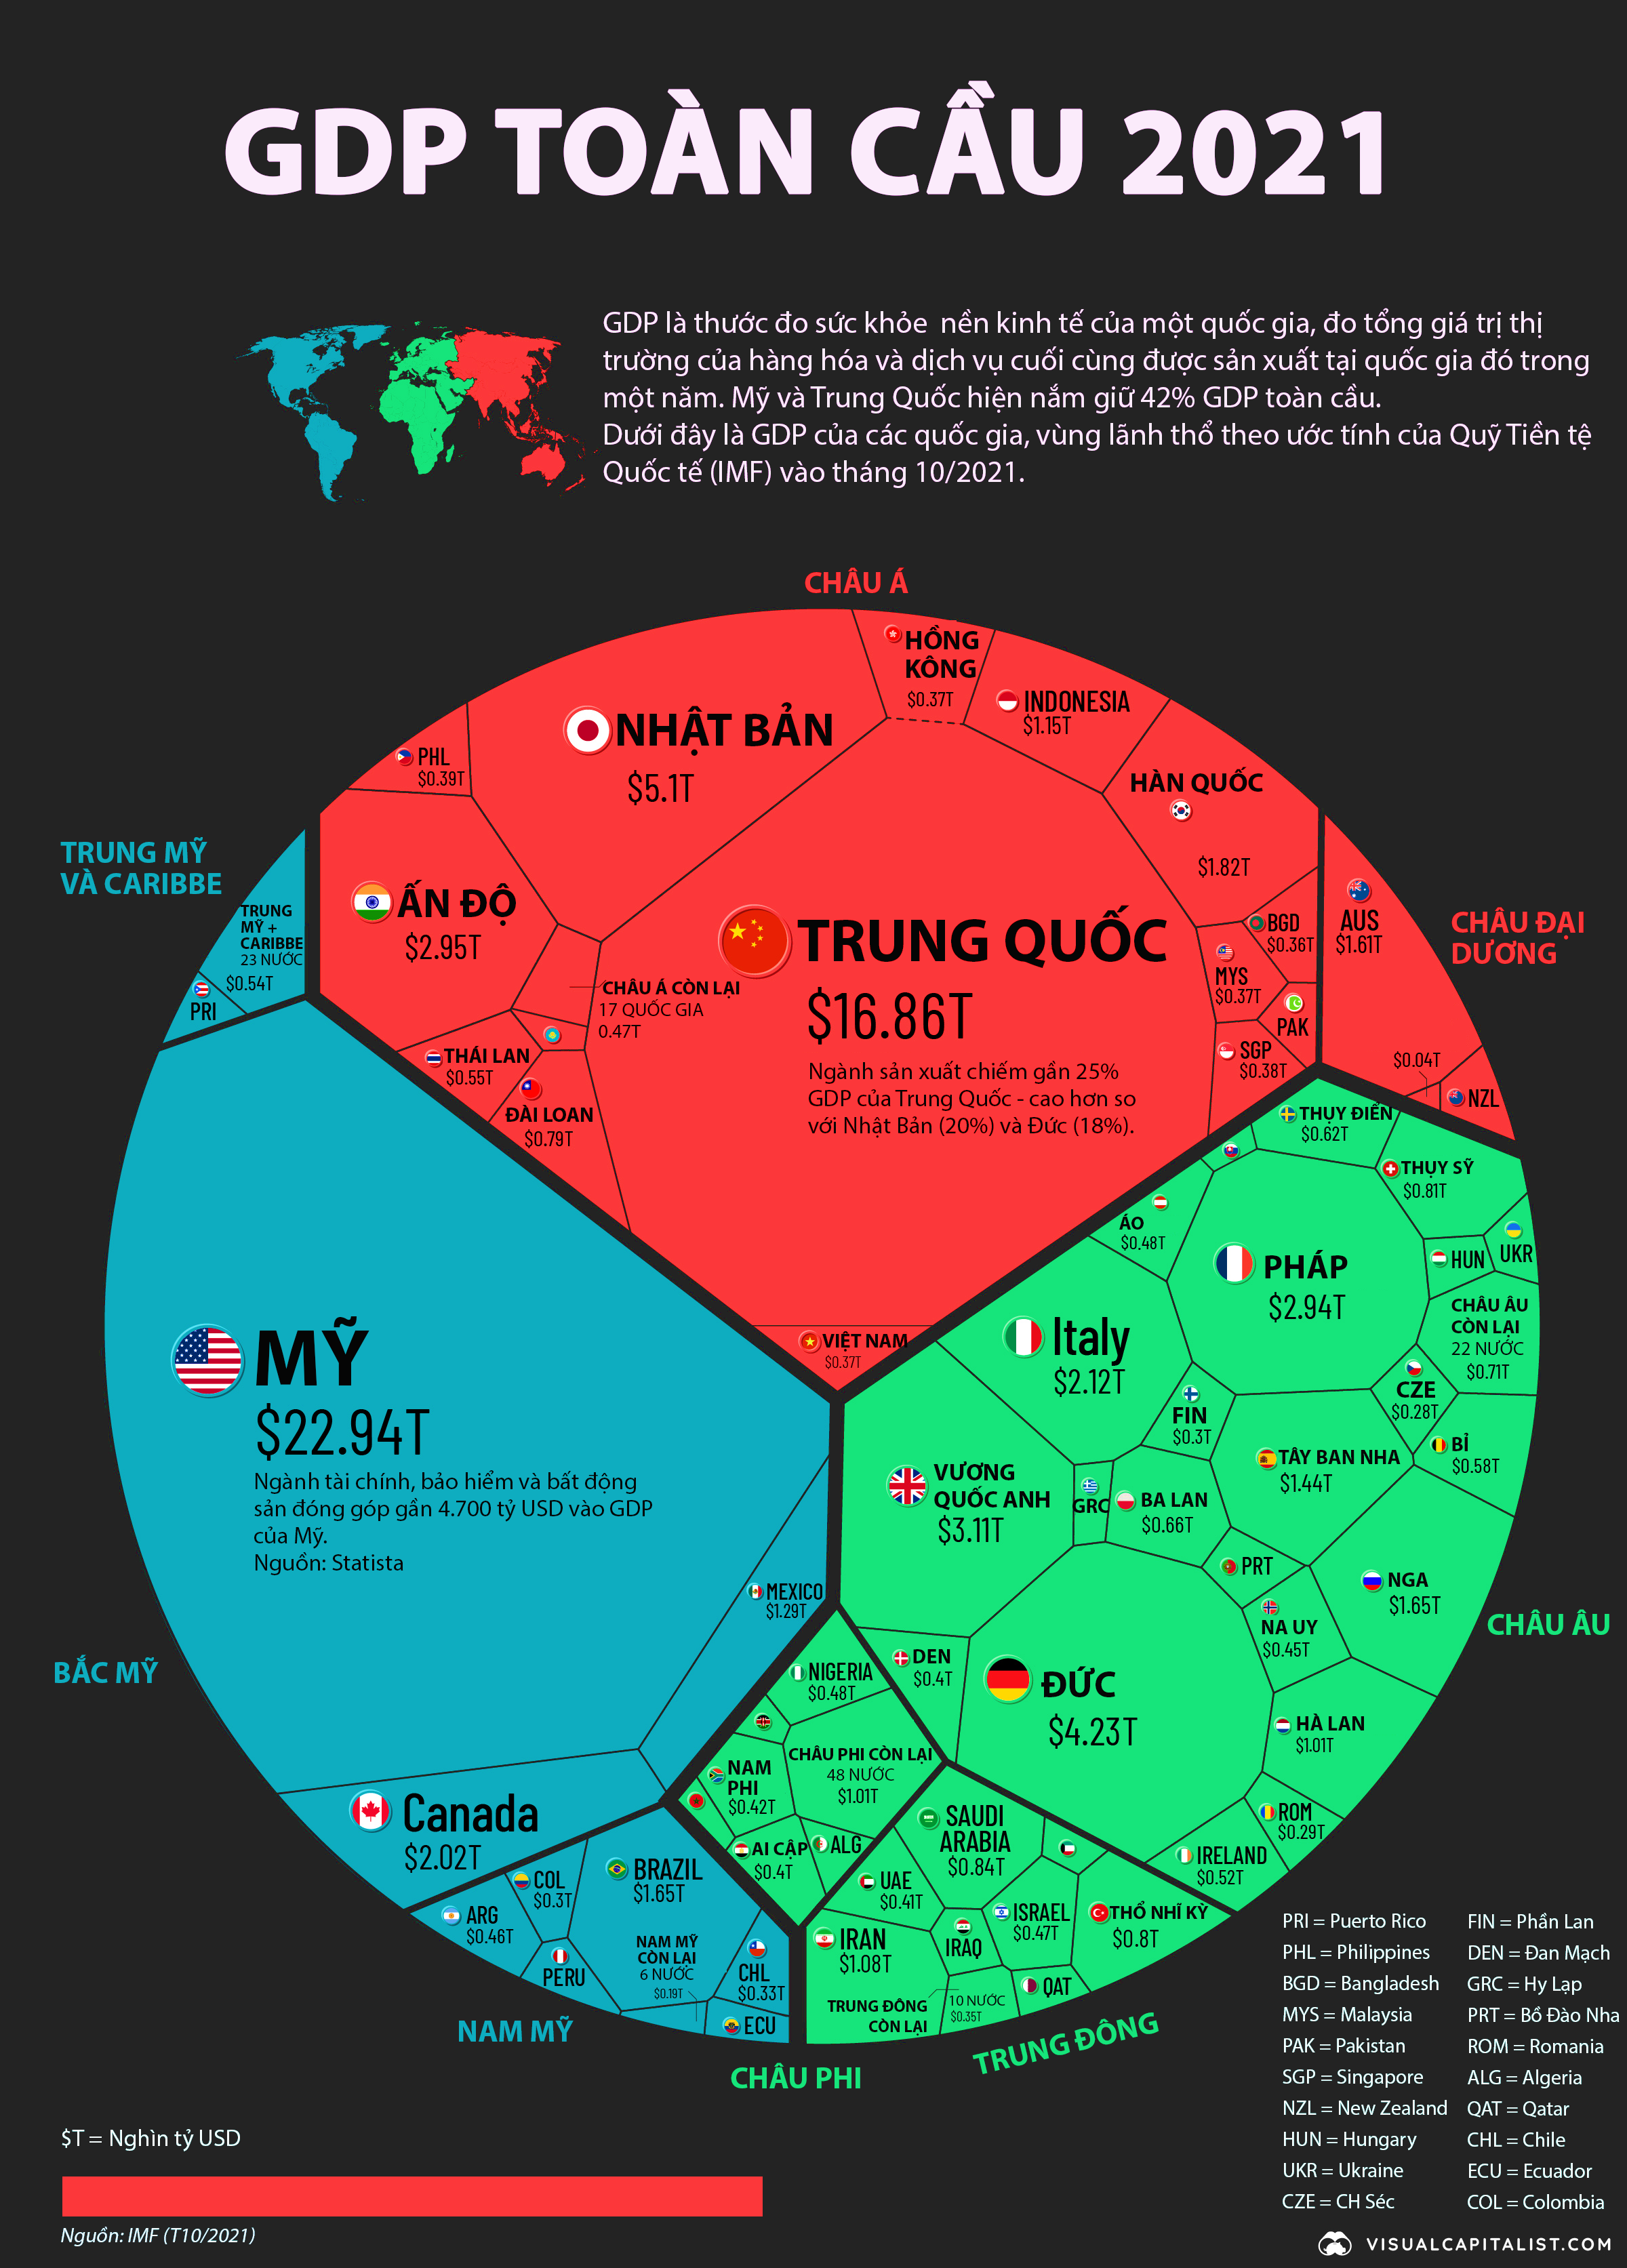 GDP TOÀN CẦU 2021
GDP là thước đo sức khỏe nền kinh tế của một quốc gia, đo tổng giá trị thị
trường của hàng hóa và dịch vụ cuối cùng được sản xuất tại quốc gia đó trong
một năm. Mỹ và Trung Quốc hiện nắm giữ 42% GDP toàn cầu.
Dưới đây là GDP của các quốc gia, vùng lãnh thổ theo ước tính của Quỹ Tiền tệ
Quốc tế (IMF) vào tháng 10/2021.
CHÂU Á
HỒNG
KÔNG
$0.37T
INDONESIA
$1.15T
NHẬT BẢN
$5.1T
PHL
$0.39T
HÀN QUỐC
$1.82T
ẤN ĐỘ
$2.95T
TRUNG QUỐC
$16.86T
Ngành sản xuất chiếm gần 25%
GDP của Trung Quốc - cao hơn so
với Nhật Bản (20%) và Đức (18%).
BGD
$0.36T
MYS
$0.37T
PAK
SGP
$0.38T
CHÂU Á CÒN LẠI
17 QUỐC GIA
0.47T
THÁI LAN
$0.55T
ĐÀI LOAN
$0.79T
VIỆT NAM
$0.37T
CHÂU ĐẠI
DƯƠNG
AUS
$1.61T
$0.04T
NZL
TRUNG MỸ
VÀ CARIBBE
TRUNG
MỸ +
CARIBBE
23 NƯỚC
$0.54T
PRI
MỸ
$22.94T
Ngành tài chính, bảo hiểm và bất động
sản đóng góp gần 4.700 tỷ USD vào GDP
của Mỹ.
Nguồn: Statista
MEXICO
$1.29T
BẮC MỸ
Canada
$2.02T
THỤY ĐIỂN
$0.62T
THỤY SỸ
$0.81T
ÁO
$0.48T
PHÁP
$2.94T
HUN
UKR
CHÂU ÂU
CÒN LẠI
22 NƯỚC
$0.71T
Italy
$2.12T
FIN
$0.3T
CZE
$0.28T
BỈ
$0.58T
TÂY BAN NHA
$1.44T
VƯƠNG
QUỐC ANH
$3.11T
GRC
BA LAN
$0.66T
PRT
NGA
$1.65T
NA UY
$0.45T
CHÂU ÂU
DEN
$0.4T
ĐỨC
$4.23T
HÀ LAN
$1.01T
ROM
$0.29T
IRELAND
$0.52T
NIGERIA
$0.48T
CHÂU PHI CÒN LẠI
48 NƯỚC
$1.01T
NAM
PHI
$0.42T
AI CẬP
$0.4T
ALG
CHÂU PHI
SAUDI
ARABIA
$0.84T
UAE
$0.41T
IRAN
$1.08T
IRAQ
ISRAEL
$0.47T
THỔ NHĨ KỲ
$0.8T
QAT
TRUNG ĐÔNG
CÒN LẠI
10 NƯỚC
$0.35T
TRUNG ĐÔNG
COL
$0.3T
ARG
$0.46T
BRAZIL
$1.65T
PERU
NAM MỸ
CÒN LẠI
6 NƯỚC
$0.19T
CHL
$0.33T
ECU
NAM MỸ
PRI = Puerto Rico
PHL = Philippines
BGD = Bangladesh
MYS = Malaysia
PAK = Pakistan
SGP = Singapore
NZL = New Zealand
HUN = Hungary
UKR = Ukraine
CZE = CH Séc
FIN = Phần Lan
DEN = Đan Mạch
GRC = Hy Lạp
PRT = Bồ Đào Nha
ROM = Romania
ALG = Algeria
QAT = Qatar
CHL = Chile
ECU = Ecuador
COL = Colombia
$T = Nghìn tỷ USD
Nguồn: IMF (T10/2021)
VISUALCAPITALIST.COM